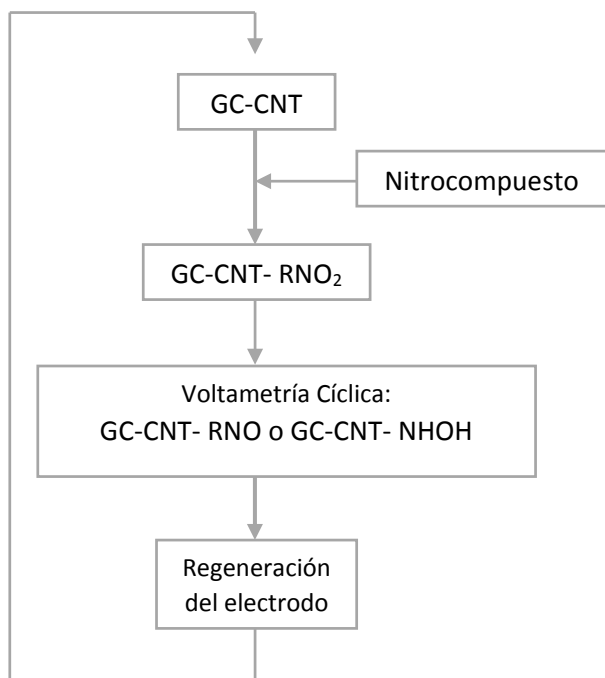 GC-CNT
Nitrocompuesto
GC-CNT- RNO₂
Voltametría Cíclica:
GC-CNT- RNO o GC-CNT- NHOH
Regeneración
del electrodo